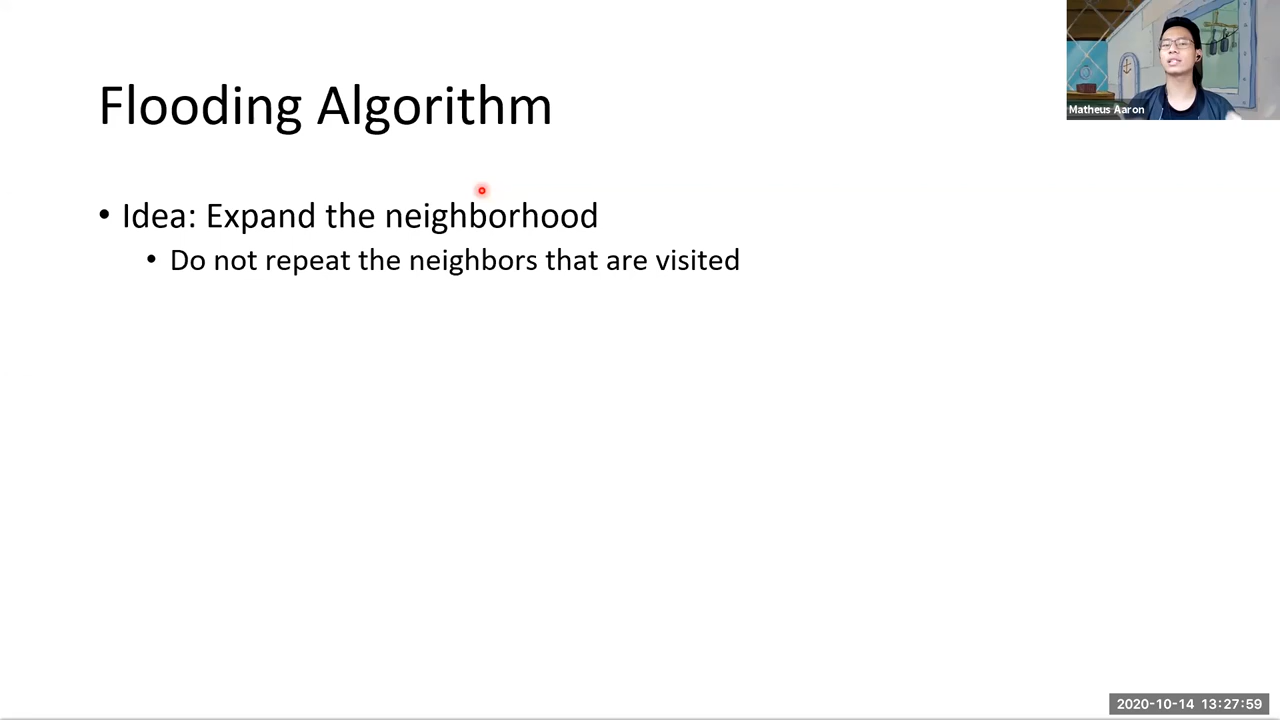 Flooding Algorithm
Matheus Aaron
• Idea: Expand the neighborhood
• Do not repeat the neighbors that are visited
2020-10-14 13:27:59